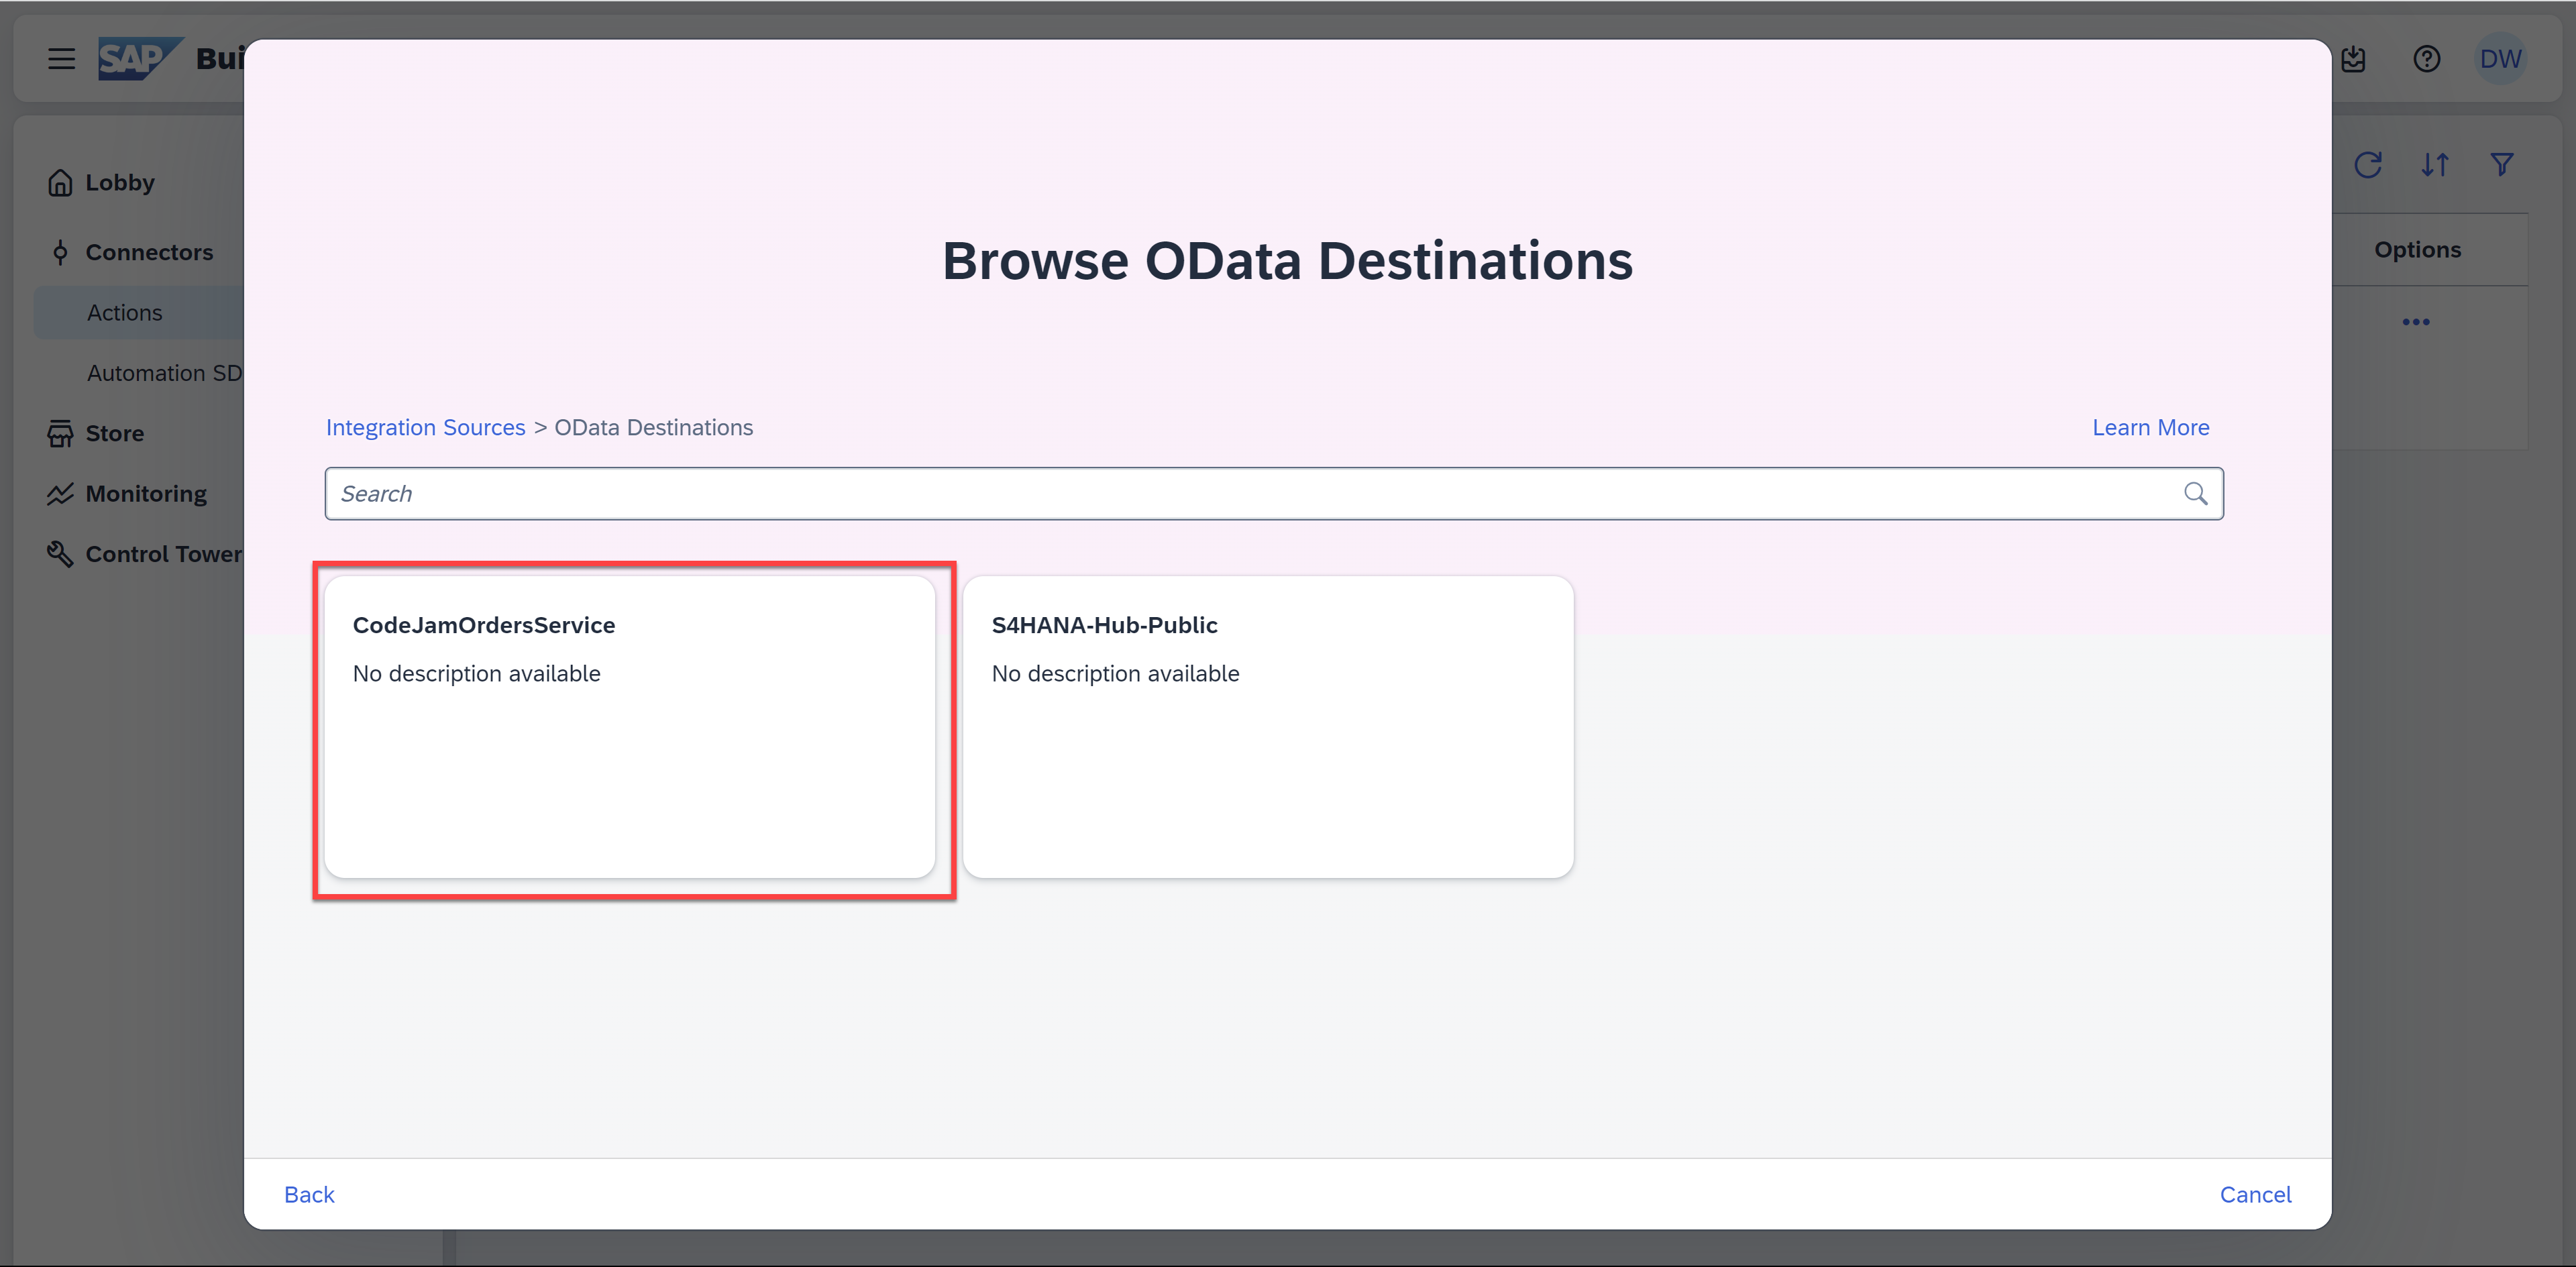 SAP Bui
DW
Lobby
Connectors
Actions
Automation SD
Store
Monitoring
Control Tower
Options
Browse OData Destinations
Integration Sources > OData Destinations
Learn More
Search
CodeJamOrdersService
No description available
S4HANA-Hub-Public
No description available
Back
Cancel